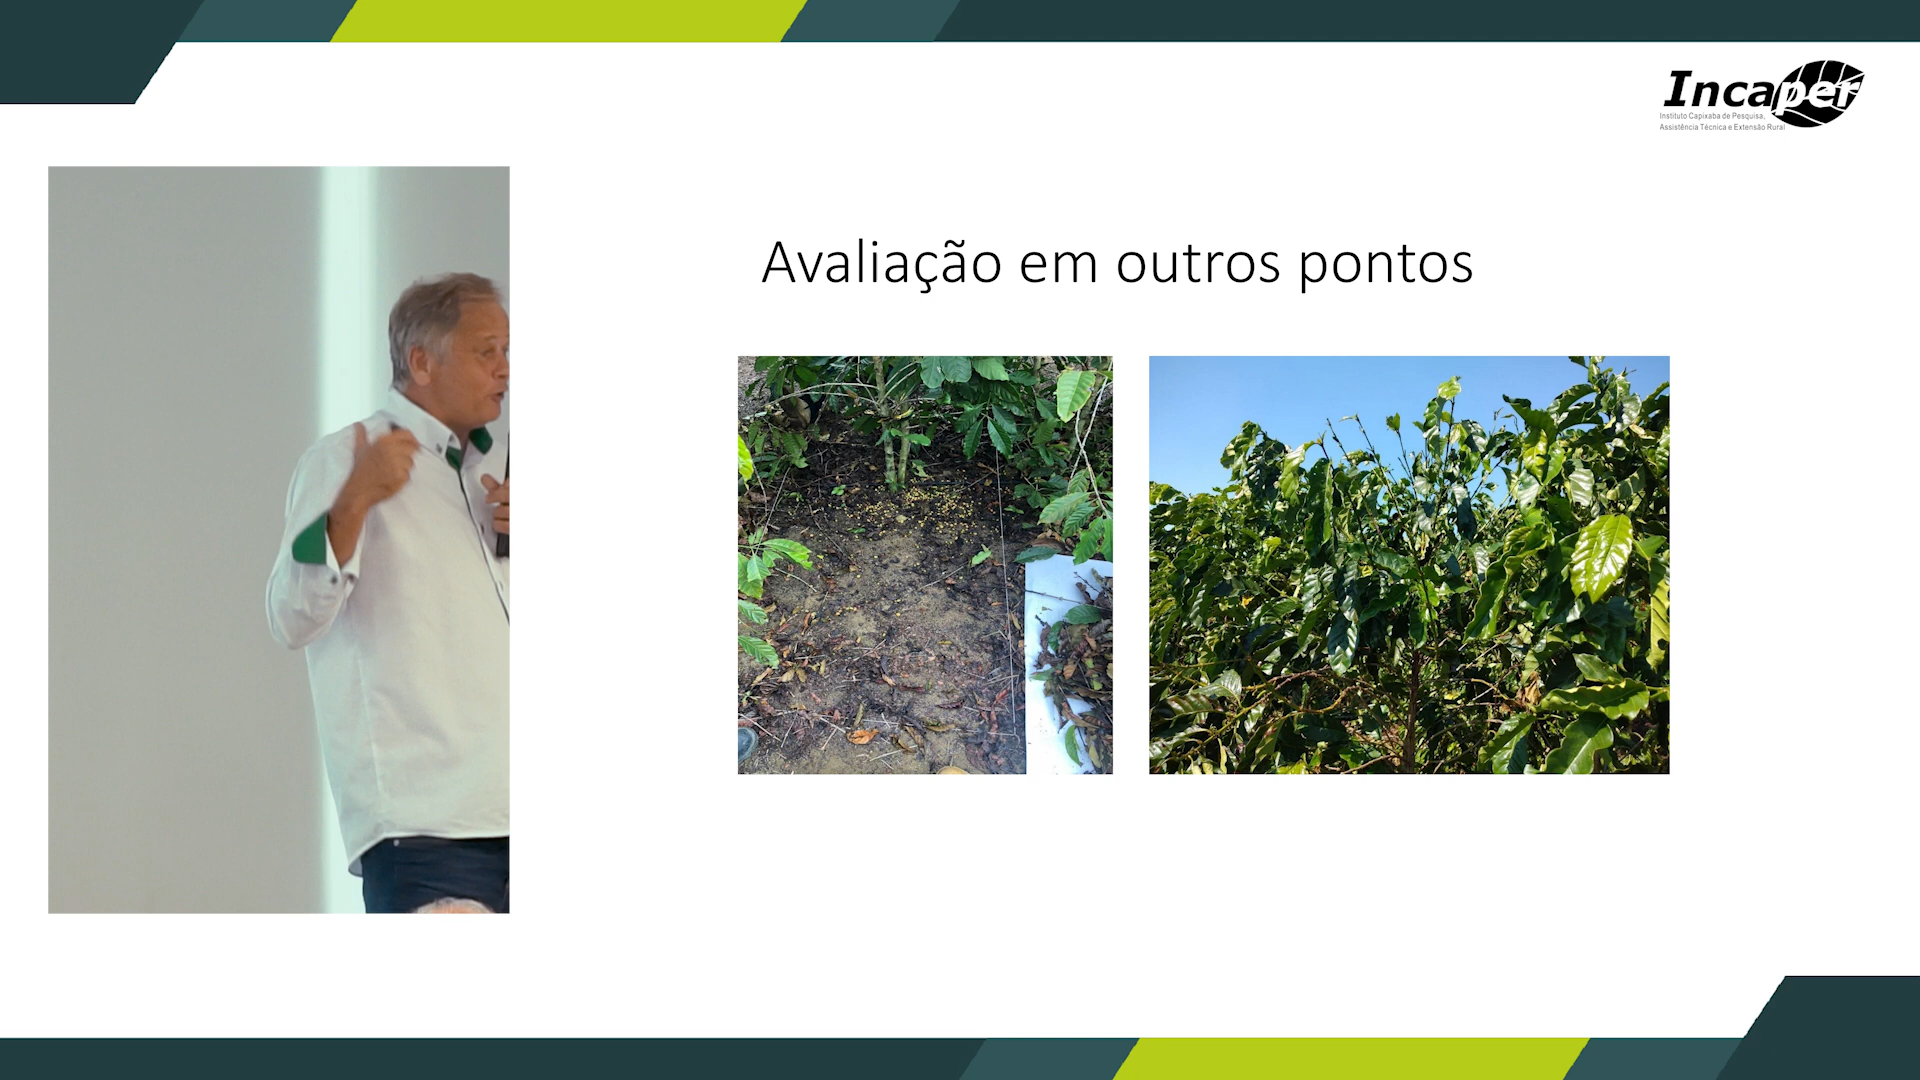 Incaper
Instituto Capixaba de Pesquisa,
Assistência Técnica e Extensão Rural
Avaliação em outros pontos